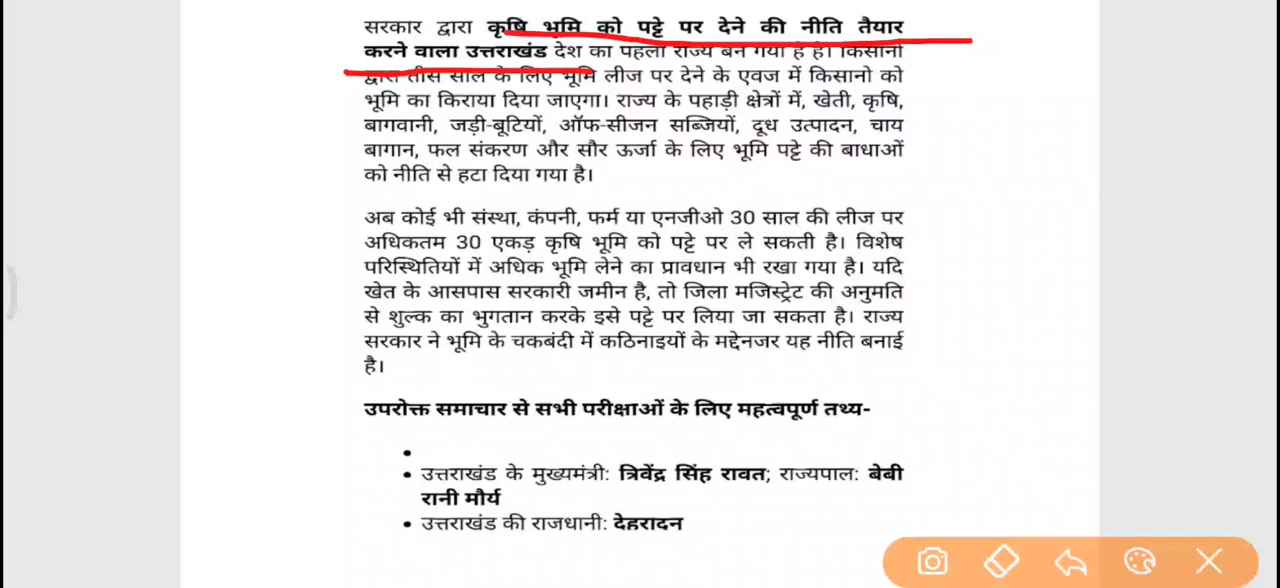 सरकार द्वारा कृषि भूमि को पट्टे पर देने की नीति तैयार
करने वाला उत्तराखंड देश का पहला राज्य बन गया है है। किसानो
द्वारा तीस साल के लिए भूमि लीज पर देने के एवज में किसानो को
भूमि का किराया दिया जाएगा। राज्य के पहाड़ी क्षेत्रों में, खेती, कृषि,
बागवानी, जड़ी-बूटियों, ऑफ-सीजन सब्जियों, दूध उत्पादन, चाय
बागान, फल संकरण और सौर ऊर्जा के लिए भूमि पट्टे की बाधाओं
को नीति से हटा दिया गया है।
अब कोई भी संस्था, कंपनी, फर्म या एनजीओ 30 साल की लीज पर
अधिकतम 30 एकड़ कृषि भूमि को पट्टे पर ले सकती है। विशेष
परिस्थितियों में अधिक भूमि लेने का प्रावधान भी रखा गया है। यदि
खेत के आसपास सरकारी जमीन है, तो जिला मजिस्ट्रेट की अनुमति
से शुल्क का भुगतान करके इसे पट्टे पर लिया जा सकता है। राज्य
सरकार ने भूमि के चकबंदी में कठिनाइयों के मद्देनजर यह नीति बनाई
है।
उपरोक्त समाचार से सभी परीक्षाओं के लिए महत्वपूर्ण तथ्य-
•
• उत्तराखंड के मुख्यमंत्री: त्रिवेंद्र सिंह रावत; राज्यपाल: बेबी
रानी मौर्य
• उत्तराखंड की राजधानी: देहरादून